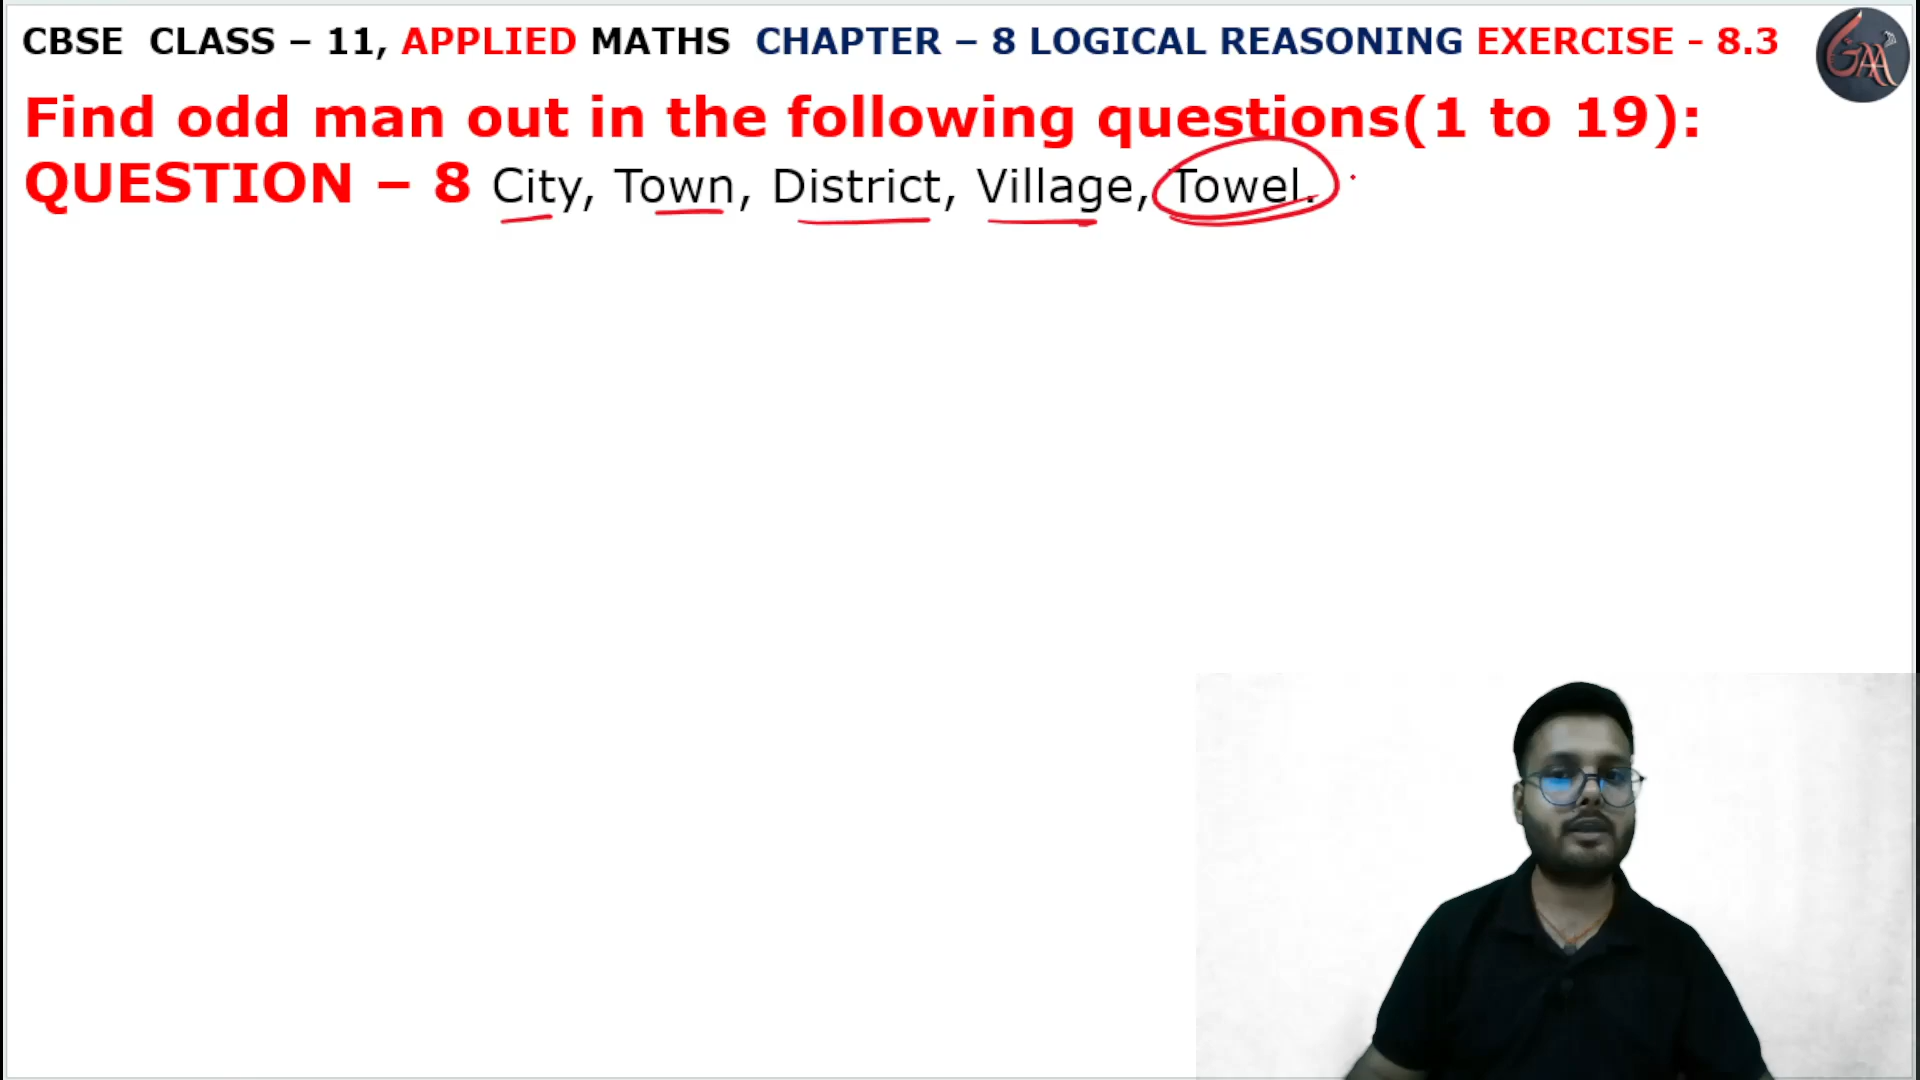 CBSE CLASS – 11, APPLIED MATHS CHAPTER – 8 LOGICAL REASONING EXERCISE - 8.3
GAA
Find odd man out in the following questions(1 to 19):
QUESTION – 8 City, Town, District, Village, Towel.